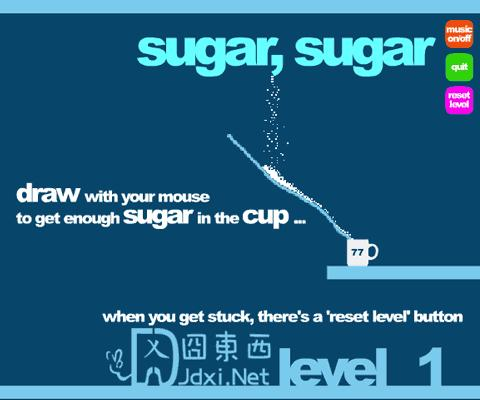 sugar, sugar
music
on/off
quit
reset
level
draw with your mouse
to get enough sugar in the cup ...
77
when you get stuck, there's a 'reset level' button
囧東西
Jdxi.Net
level 1